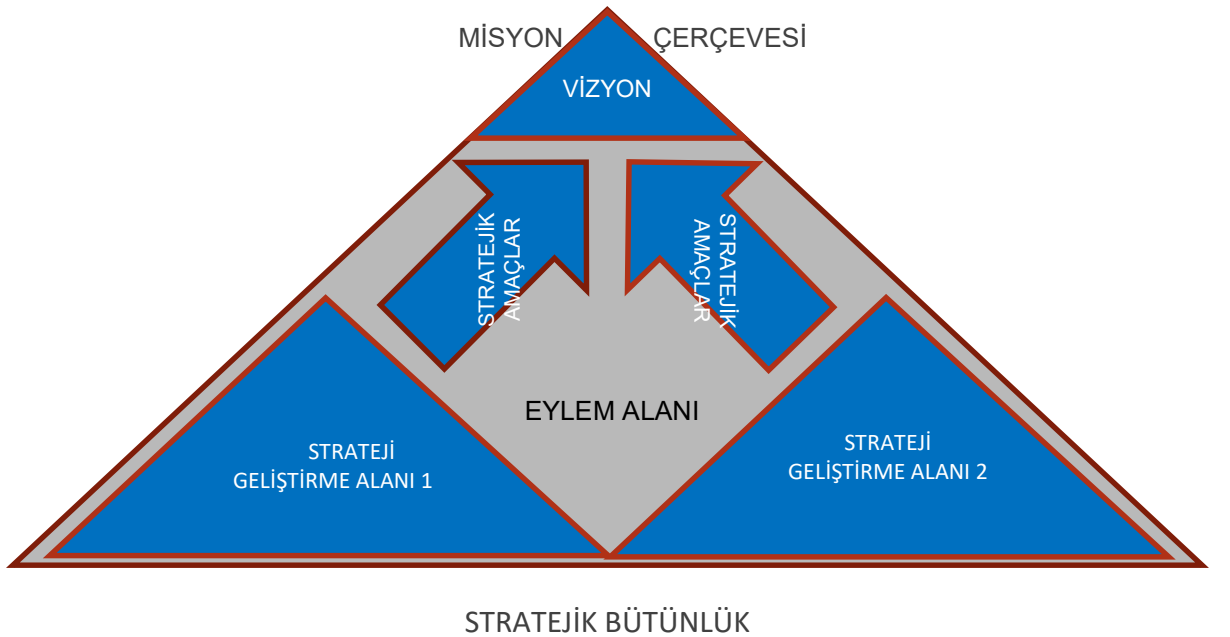 MİSYON ÇERÇEVESİ
VİZYON
STRATEJİK
AMAÇLAR
STRATEJİK
AMAÇLAR
EYLEM ALANI
STRATEJİ
GELİŞTİRME ALANI 1
STRATEJİ
GELİŞTİRME ALANI 2
STRATEJİK BÜTÜNLÜK